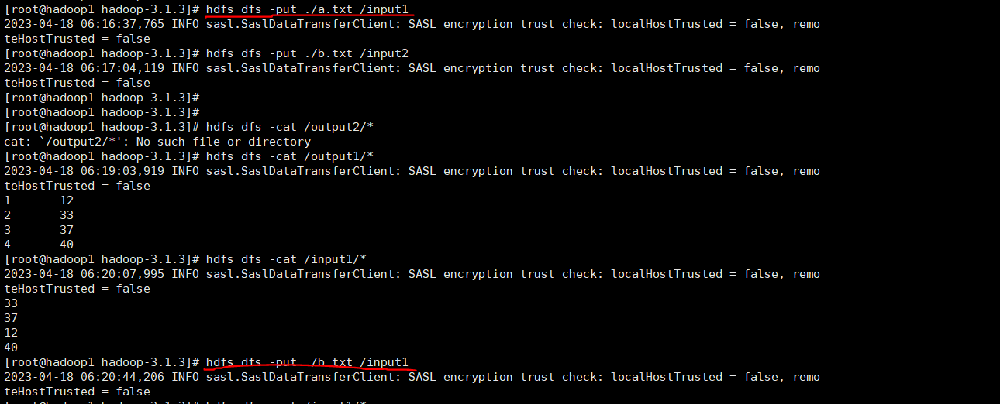 [root@hadoop1 hadoop-3.1.3]# hdfs dfs -put ./a.txt /input1
2023-04-18 06:16:37,765 INFO sasl.SaslDataTransferClient: SASL encryption trust check: localHostTrusted = false, remo
teHostTrusted = false
[root@hadoop1 hadoop-3.1.3]# hdfs dfs -put ./b.txt /input2
2023-04-18 06:17:04,119 INFO sasl.SaslDataTransferClient: SASL encryption trust check: localHostTrusted = false, remo
teHostTrusted = false
[root@hadoop1 hadoop-3.1.3]#
[root@hadoop1 hadoop-3.1.3]#
[root@hadoop1 hadoop-3.1.3]# hdfs dfs -cat /output2/*
cat: `/output2/*': No such file or directory
[root@hadoop1 hadoop-3.1.3]# hdfs dfs -cat /output1/*
2023-04-18 06:19:03,919 INFO sasl.SaslDataTransferClient: SASL encryption trust check: localHostTrusted = false, remo
teHostTrusted = false
1	12
2	33
3	37
4	40
[root@hadoop1 hadoop-3.1.3]# hdfs dfs -cat /input1/*
2023-04-18 06:20:07,995 INFO sasl.SaslDataTransferClient: SASL encryption trust check: localHostTrusted = false, remo
teHostTrusted = false
33
37
12
40
[root@hadoop1 hadoop-3.1.3]# hdfs dfs -put ./b.txt /input1
2023-04-18 06:20:44,206 INFO sasl.SaslDataTransferClient: SASL encryption trust check: localHostTrusted = false, remo
teHostTrusted = false